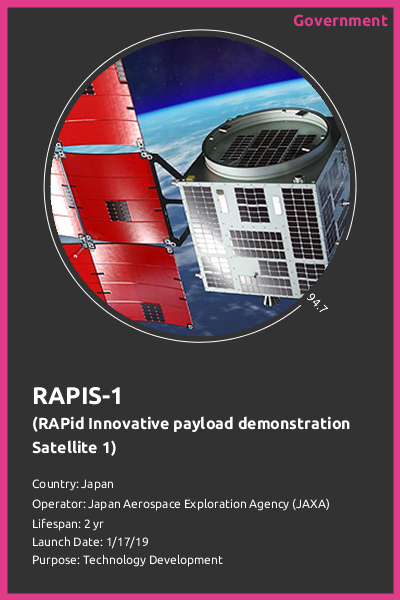 Government
94.7
RAPIS-1
(RAPid Innovative payload demonstration
Satellite 1)
Country: Japan
Operator: Japan Aerospace Exploration Agency (JAXA)
Lifespan: 2 yr
Launch Date: 1/17/19
Purpose: Technology Development